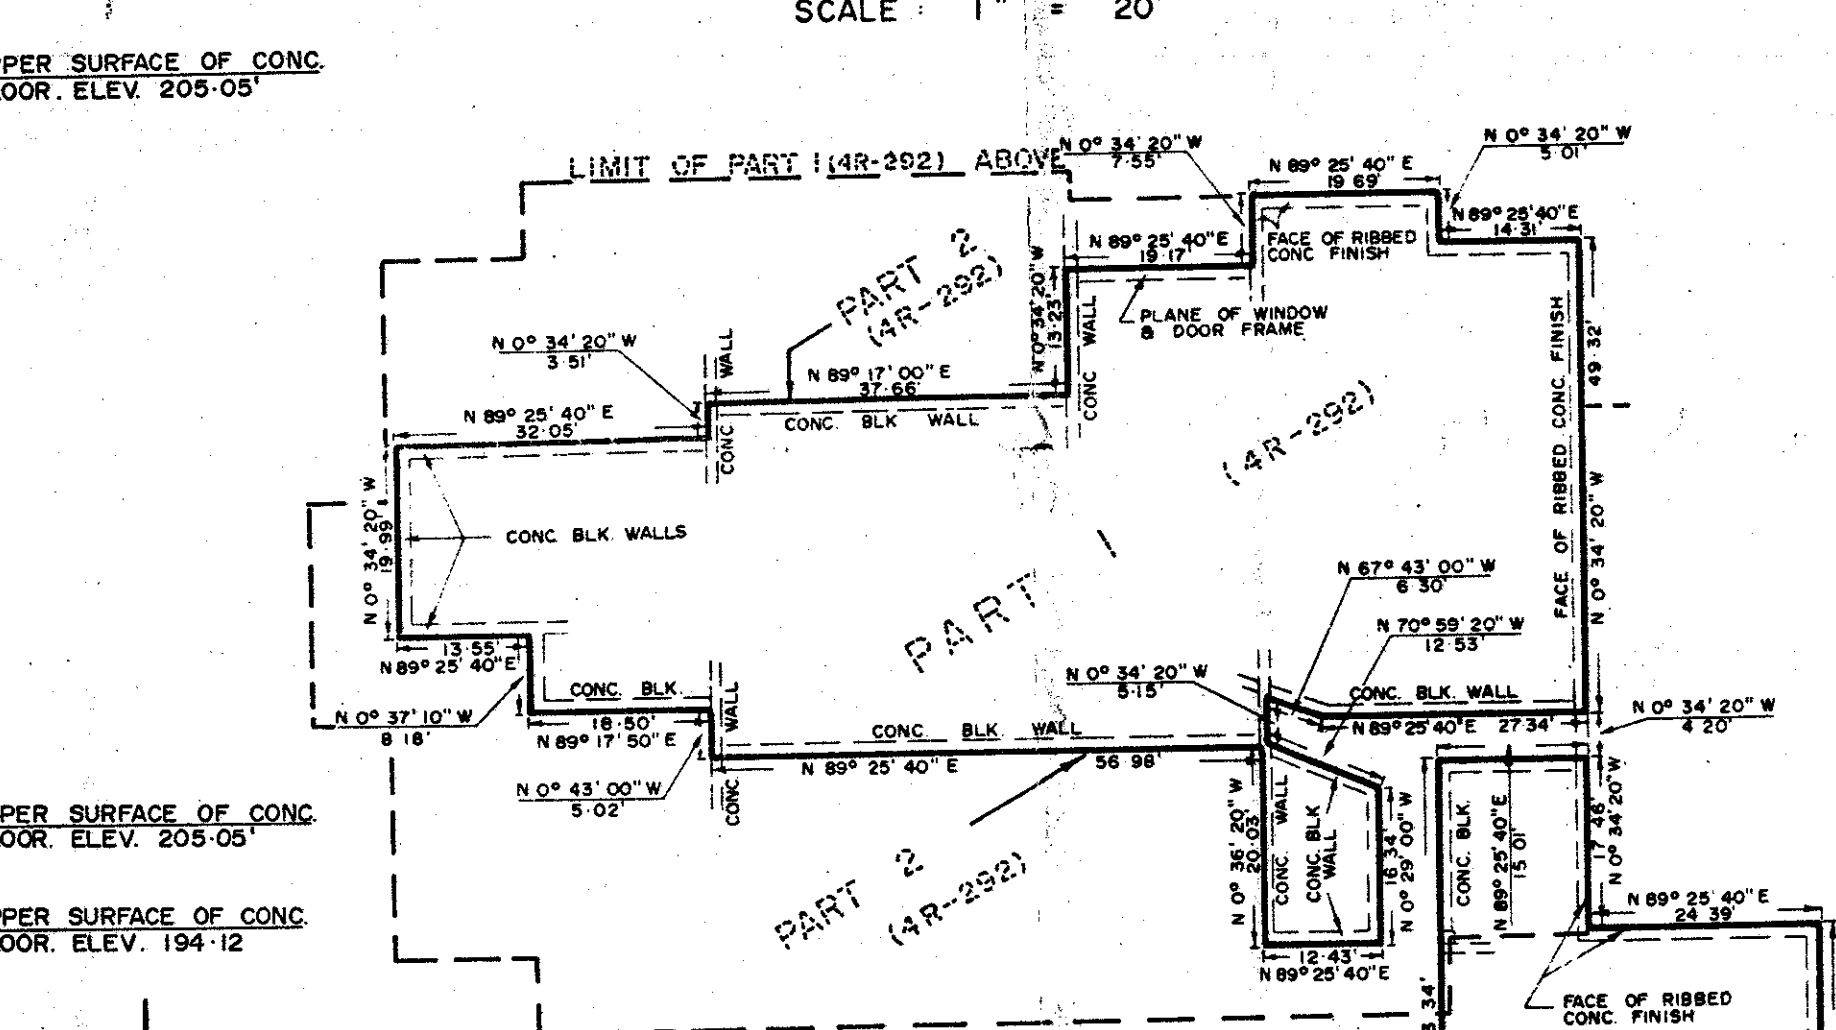 SCALE : 1" = 20'
PPER SURFACE OF CONC.
OOR. ELEV. 205.05'
LIMIT OF PART 1 (4R-292) ABOVE
N 0° 34' 20" W
7.55'
N 89° 25' 40" E
19.69'
N 0° 34' 20" W
5.01'
N 89° 25' 40" E
14.31'
N 89° 25' 40" E
19.17'
FACE OF RIBBED
CONC FINISH
PART 2
(4R-292)
N 0° 34' 20" W
13.23'
CONC WALL
PLANE OF WINDOW
& DOOR FRAME
N 0° 34' 20" W
3.51'
WALL
CONC
N 89° 17' 00" E
37.66'
CONC. BLK WALL
N 89° 25' 40" E
32.05'
(4R-292)
FACE OF RIBBED CONC. FINISH
49.32'
N 0° 34' 20" W
N 0° 34' 20" W
19.99'
CONC BLK. WALLS
PART 1
N 67° 43' 00" W
6.30'
N 70° 59' 20" W
12.53'
N 0° 34' 20" W
5.15'
13.55'
N 89° 25' 40" E
CONC. BLK.
WALL
CONC
18.50'
N 89° 17' 50" E
N 0° 37' 10" W
8.18'
CONC. BLK. WALL
N 89° 25' 40" E 56.98'
N 0° 43' 00" W
5.02'
CONC. BLK. WALL
N 89° 25' 40" E 27.34'
N 0° 34' 20" W
4.20'
PPER SURFACE OF CONC.
OOR. ELEV. 205.05'
N 0° 36' 20" W
20.03'
CONC. WALL
CONC. BLK
WALL
16.34'
N 0° 29' 00" W
CONC. BLK
N 89° 25' 40" E
15.01'
17.46'
N 0° 34' 20" W
PART 2
(4R-292)
N 89° 25' 40" E
24.39'
PPER SURFACE OF CONC.
OOR. ELEV. 194.12
12.43'
N 89° 25' 40" E
34'
FACE OF RIBBED
CONC. FINISH